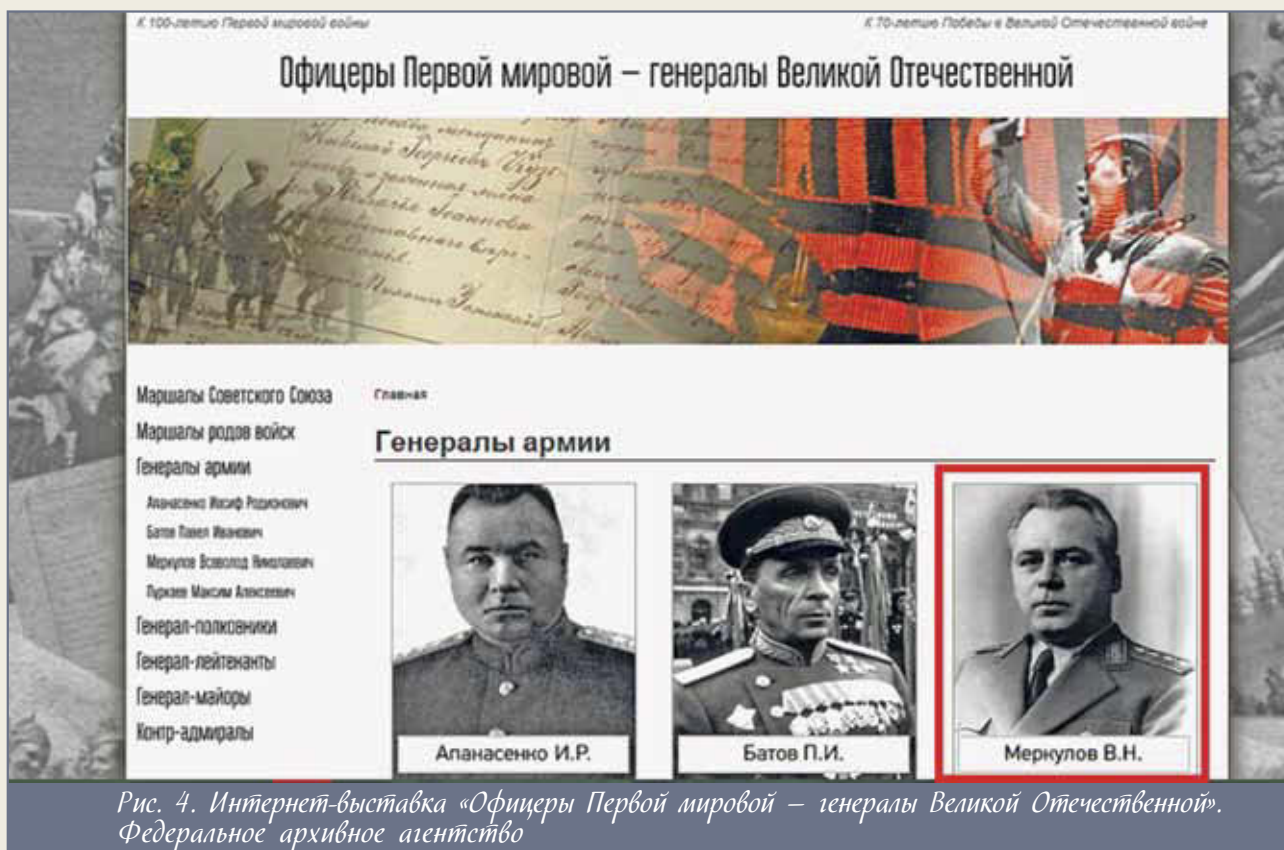 К 100-летию Первой мировой войны
К 70-летию Победы в Великой Отечественной войне
Офицеры Первой мировой – генералы Великой Отечественной
Маршалы Советского Союза
Маршалы родов войск
Генералы армии
Апанасенко Иосиф Родионович
Батов Павел Иванович
Меркулов Всеволод Николаевич
Пуркаев Максим Алексеевич
Генерал-полковники
Генерал-лейтенанты
Генерал-майоры
Контр-адмиралы
Главная
Генералы армии
Апанасенко И.Р.
Батов П.И.
Меркулов В.Н.
Рис. 4. Интернет-выставка «Офицеры Первой мировой – генералы Великой Отечественной».
Федеральное архивное агентство